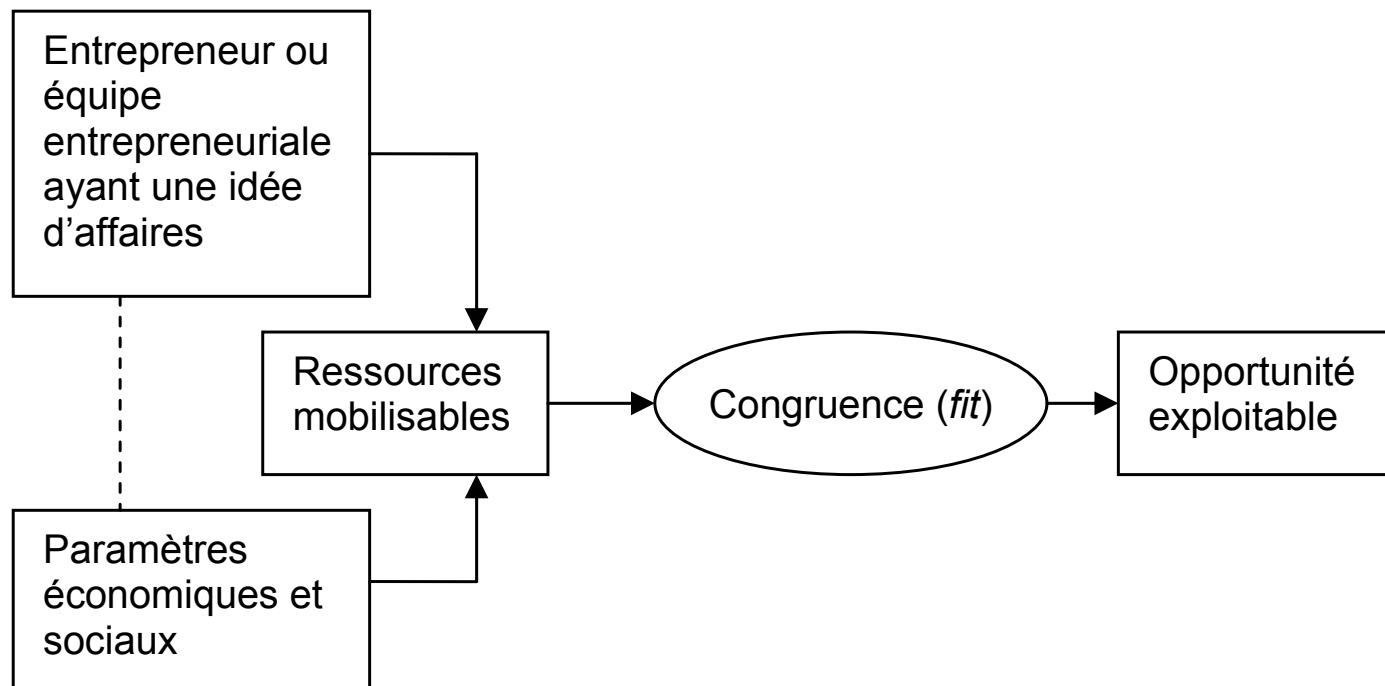 Entrepreneur ou
équipe
entrepreneuriale
ayant une idée
d’affaires
Ressources
mobilisables
Congruence (fit)
Opportunité
exploitable
Paramètres
économiques et
sociaux